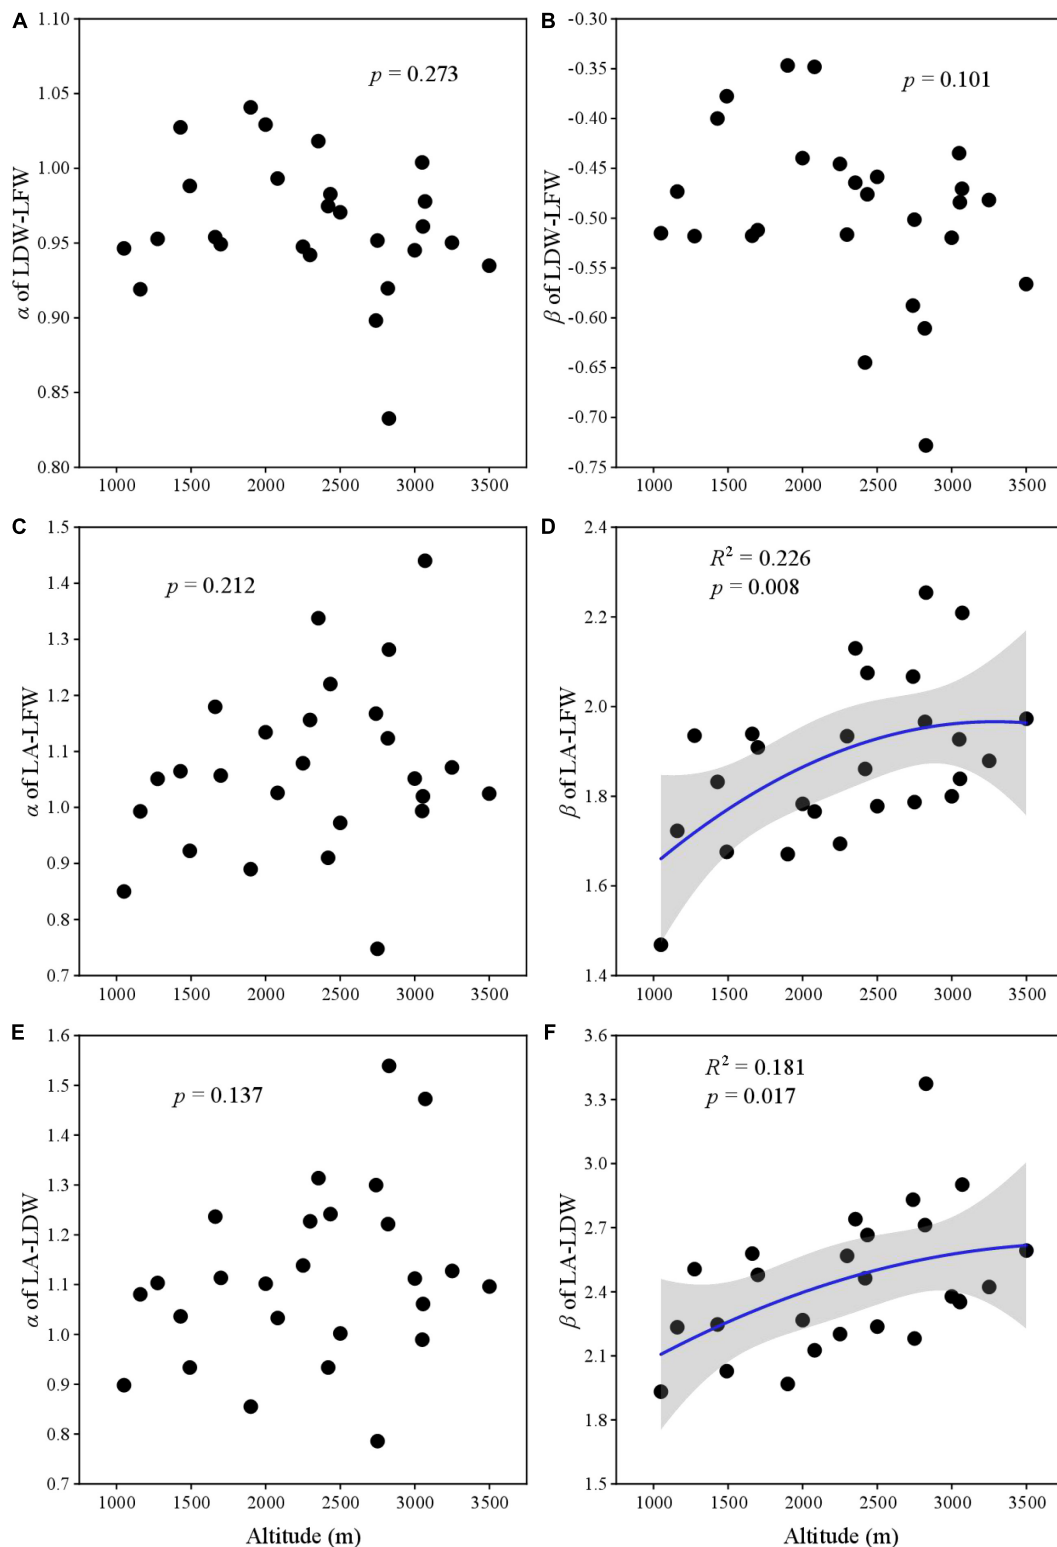 A
1.10
1.05
1.00
0.95
0.90
0.85
0.80
α of LDW-LFW
p = 0.273
1000 1500 2000 2500 3000 3500
B
-0.30
-0.35
-0.40
-0.45
-0.50
-0.55
-0.60
-0.65
-0.70
-0.75
β of LDW-LFW
p = 0.101
1000 1500 2000 2500 3000 3500
C
1.5
1.4
1.3
1.2
1.1
1.0
0.9
0.8
0.7
α of LA-LFW
p = 0.212
1000 1500 2000 2500 3000 3500
D
2.4
2.2
2.0
1.8
1.6
1.4
β of LA-LFW
R² = 0.226
p = 0.008
1000 1500 2000 2500 3000 3500
E
1.6
1.5
1.4
1.3
1.2
1.1
1.0
0.9
0.8
0.7
α of LA-LDW
p = 0.137
1000 1500 2000 2500 3000 3500
Altitude (m)
F
3.6
3.3
3.0
2.7
2.4
2.1
1.8
1.5
β of LA-LDW
R² = 0.181
p = 0.017
1000 1500 2000 2500 3000 3500
Altitude (m)